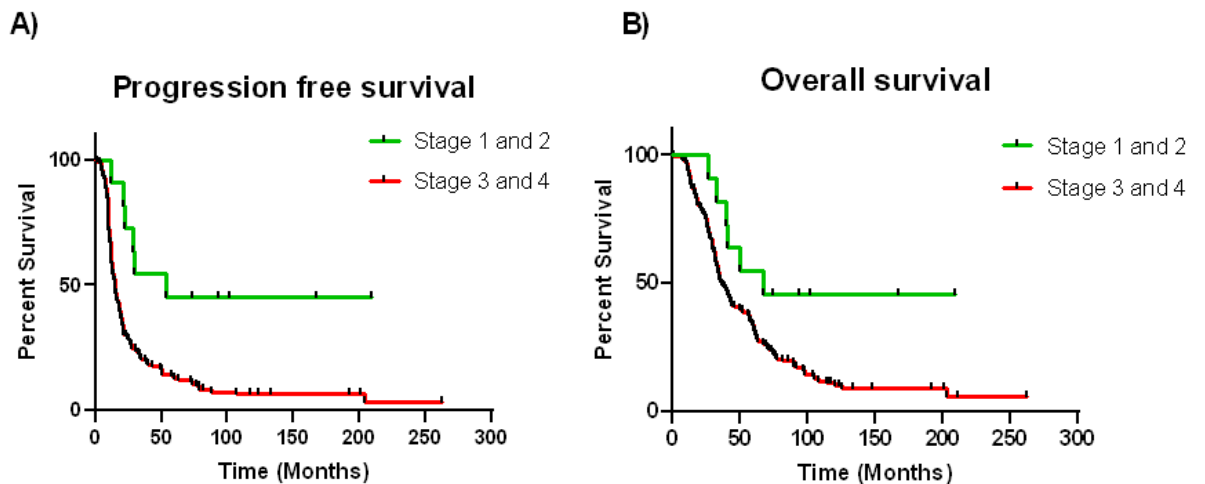 A)
Progression free survival
Stage 1 and 2
Stage 3 and 4
100
50
0
Percent Survival
0 50 100 150 200 250 300
Time (Months)
B)
Overall survival
Stage 1 and 2
Stage 3 and 4
100
50
0
Percent Survival
0 50 100 150 200 250 300
Time (Months)